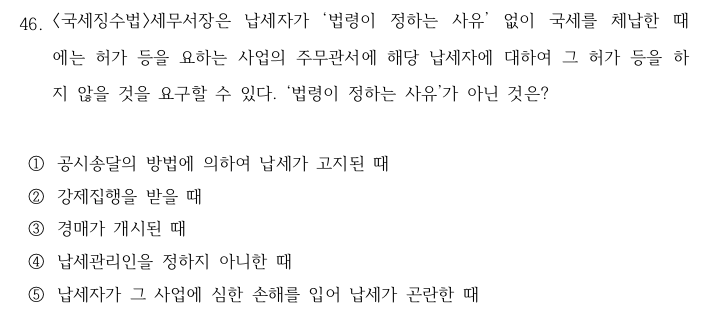 46. 〈국세징수법〉세무서장은 납세자가 ‘법령이 정하는 사유’ 없이 국세를 체납한 때
에는 허가 등을 요하는 사업의 주무관서에 해당 납세자에 대하여 그 허가 등을 하
지 않을 것을 요구할 수 있다. ‘법령이 정하는 사유’가 아닌 것은?
① 공시송달의 방법에 의하여 납세가 고지된 때
② 강제집행을 받을 때
③ 경매가 개시된 때
④ 납세관리인을 정하지 아니한 때
⑤ 납세자가 그 사업에 심한 손해를 입어 납세가 곤란한 때